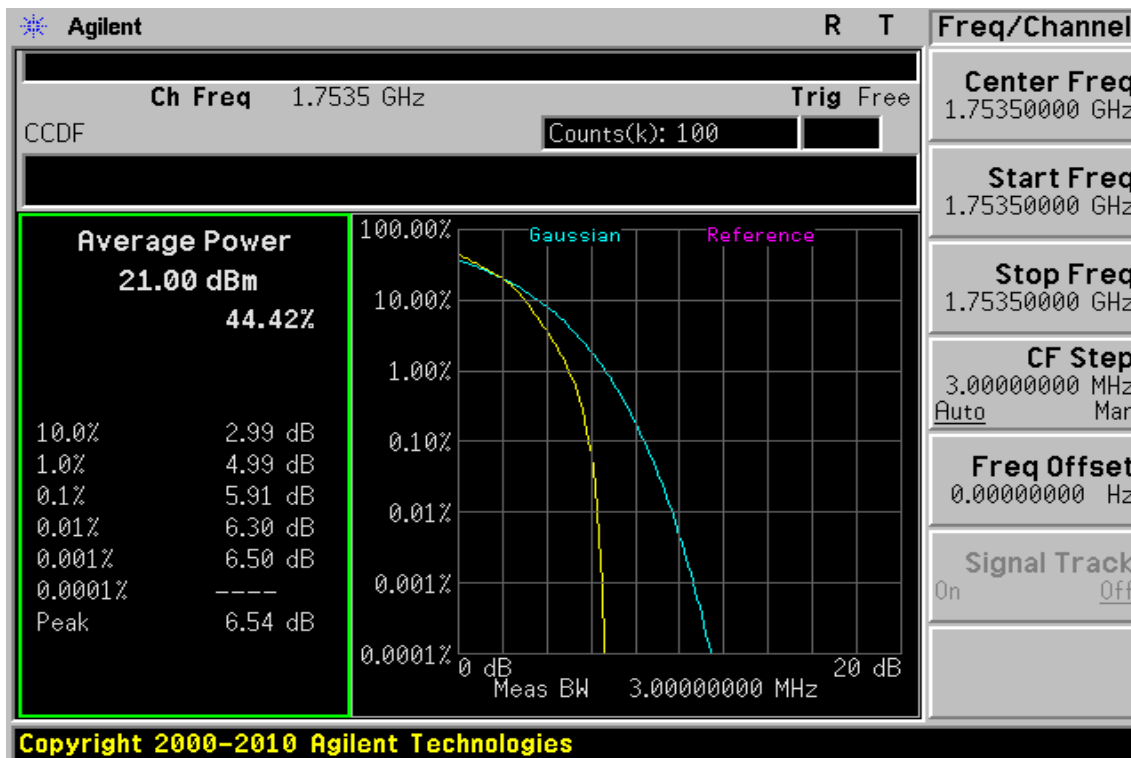 Agilent R T
Freq/Channel
Ch Freq 1.7535 GHz Trig Free
CCDF Counts(k): 100
Average Power
21.00 dBm
44.42%
10.0% 2.99 dB
1.0% 4.99 dB
0.1% 5.91 dB
0.01% 6.30 dB
0.001% 6.50 dB
0.0001% ----
Peak 6.54 dB
Gaussian Reference
100.00%
10.00%
1.00%
0.10%
0.01%
0.001%
0.0001%
0 dB 20 dB
Meas BW 3.00000000 MHz
Center Freq
1.75350000 GHz
Start Freq
1.75350000 GHz
Stop Freq
1.75350000 GHz
CF Step
3.00000000 MHz
Auto Man
Freq Offset
0.00000000 Hz
Signal Track
On Off
Copyright 2000-2010 Agilent Technologies